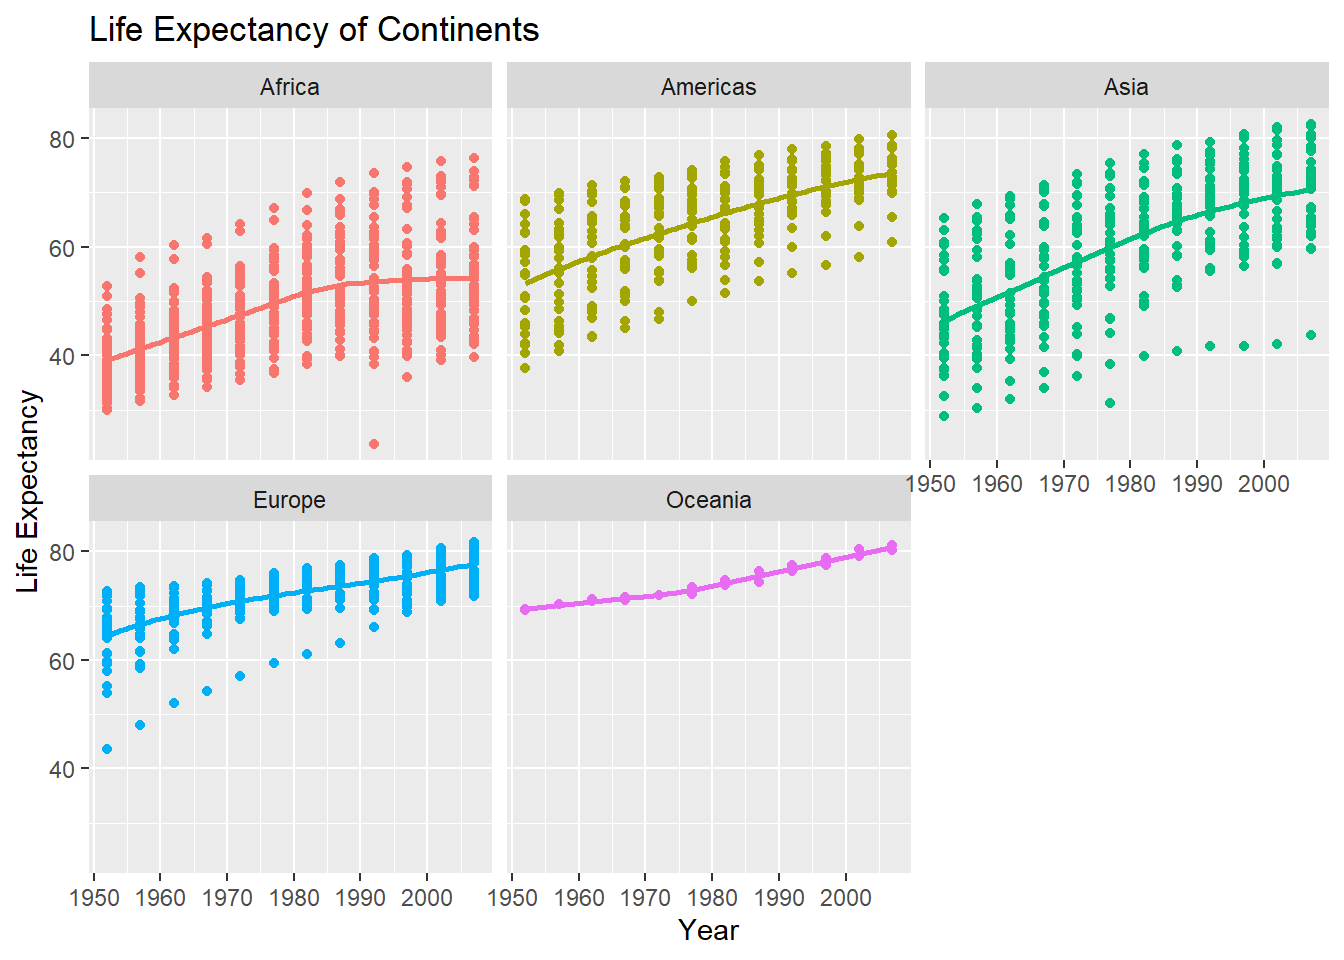 Life Expectancy of Continents
Africa Americas Asia
80
60
40
1950 1960 1970 1980 1990 2000
Europe Oceania
80
60
40
1950 1960 1970 1980 1990 2000 1950 1960 1970 1980 1990 2000
Life Expectancy
Year